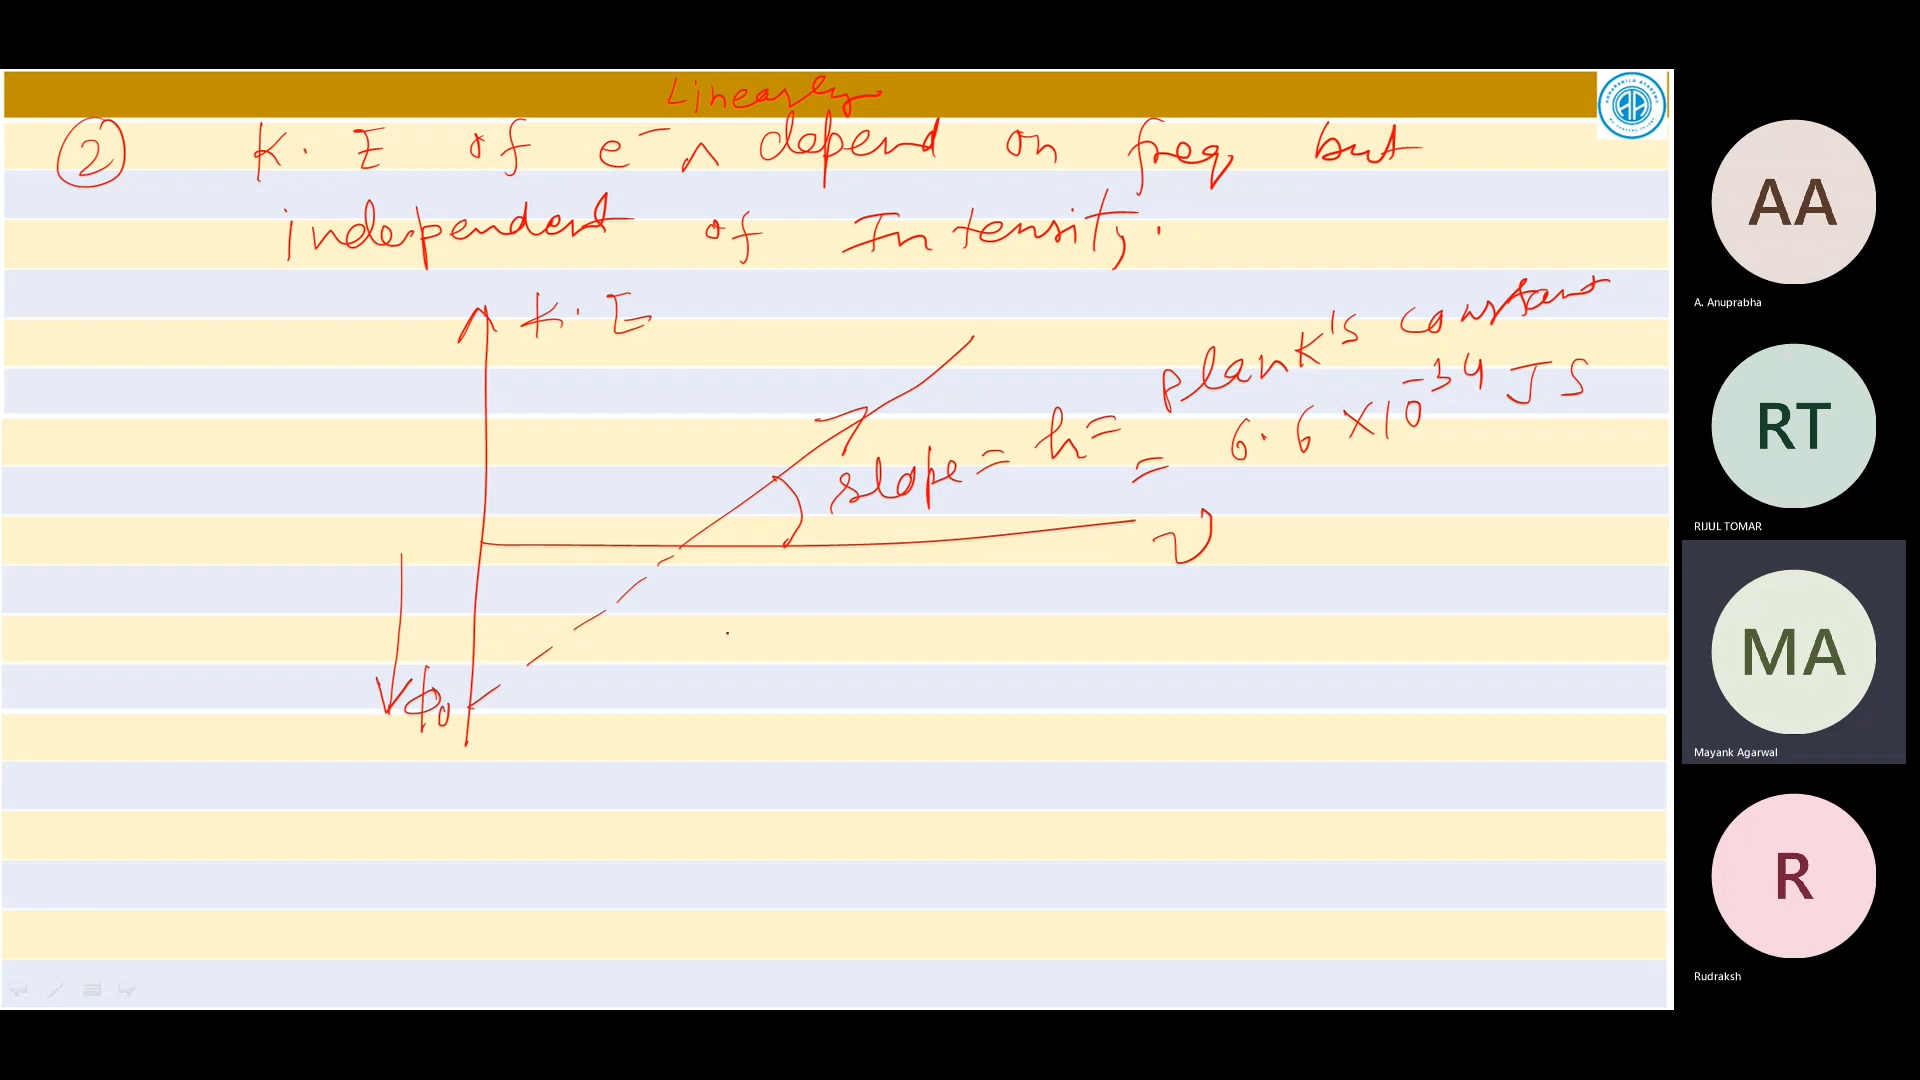 Linearly
② K.E of e⁻ ^ depend on freq but
independent of Intensity.
K.E
plank's constant
slope = h =
= 6.6 × 10⁻³⁴ JS
ν
ϕ₀
AA
A. Anuprabha
RT
RIJUL TOMAR
MA
Mayank Agarwal
R
Rudraksh